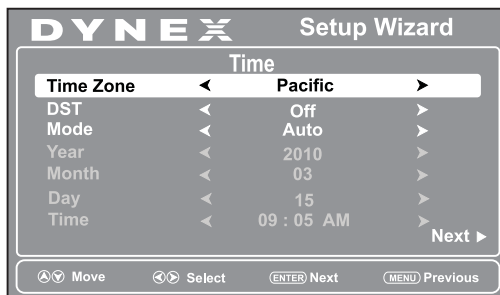 DYNEX Setup Wizard
Time
Time Zone Pacific
DST Off
Mode Auto
Year 2010
Month 03
Day 15
Time 09 : 05 AM
Next
Move Select ENTER Next MENU Previous